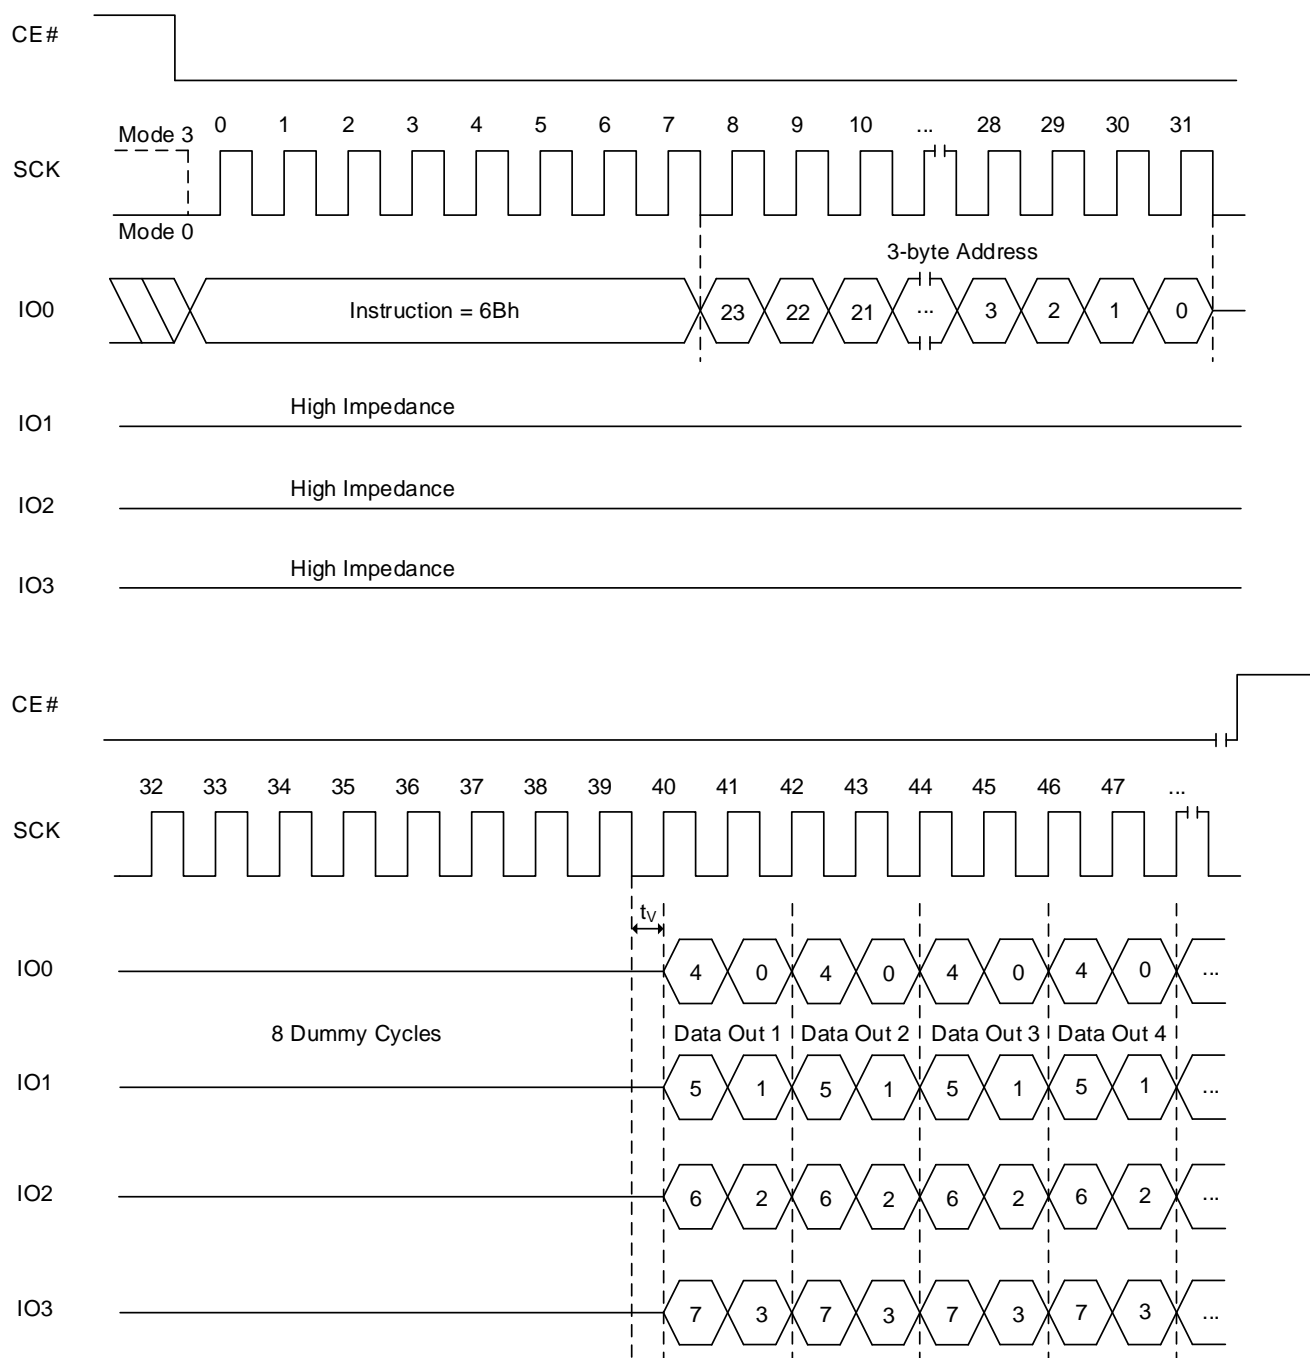 CE#
Mode 3 0 1 2 3 4 5 6 7 8 9 10 ... 28 29 30 31
SCK
Mode 0
3-byte Address
IO0 Instruction = 6Bh 23 22 21 ... 3 2 1 0
High Impedance
IO1
High Impedance
IO2
High Impedance
IO3
CE#
32 33 34 35 36 37 38 39 40 41 42 43 44 45 46 47 ...
SCK
tV
IO0 4 0 4 0 4 0 4 0 ...
8 Dummy Cycles Data Out 1 Data Out 2 Data Out 3 Data Out 4
IO1 5 1 5 1 5 1 5 1 ...
IO2 6 2 6 2 6 2 6 2 ...
IO3 7 3 7 3 7 3 7 3 ...